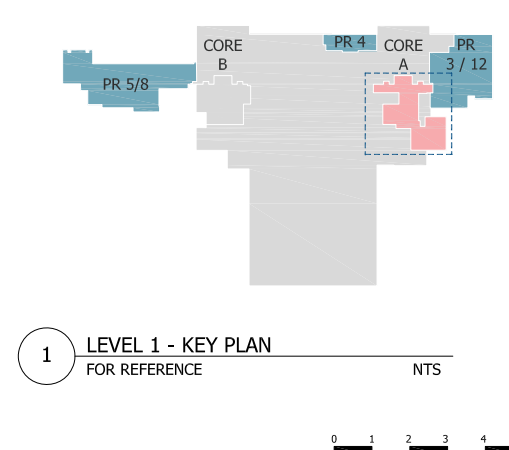 CORE
B
PR 4
CORE
A
PR
3 / 12
PR 5/8
1
LEVEL 1 - KEY PLAN
FOR REFERENCE
NTS
0 1 2 3 4